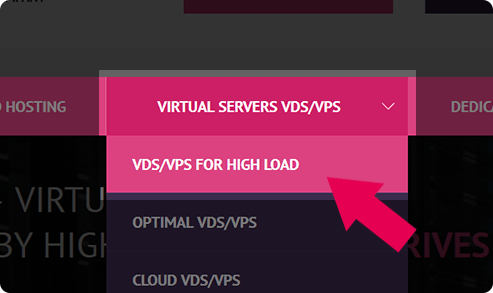 HOSTING
VIRTUAL SERVERS VDS/VPS
DEDICA
VDS/VPS FOR HIGH LOAD
- VIRTU
OPTIMAL VDS/VPS
BY HIGH
RIVES
CLOUD VDS/VPS